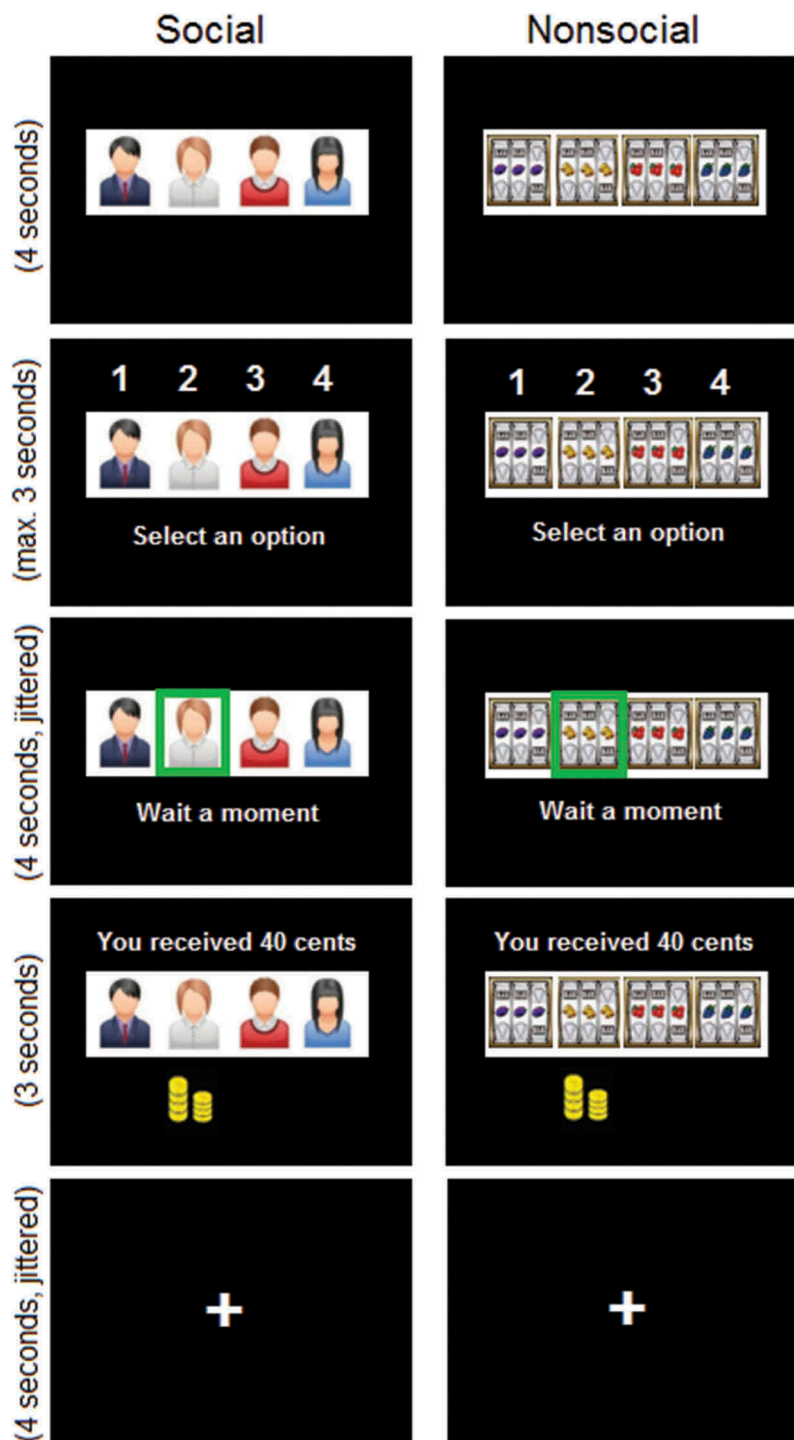 Social
Nonsocial
(4 seconds)
(max. 3 seconds)
1 2 3 4
Select an option
1 2 3 4
Select an option
(4 seconds, jittered)
Wait a moment
Wait a moment
(3 seconds)
You received 40 cents
You received 40 cents
(4 seconds, jittered)
+
+